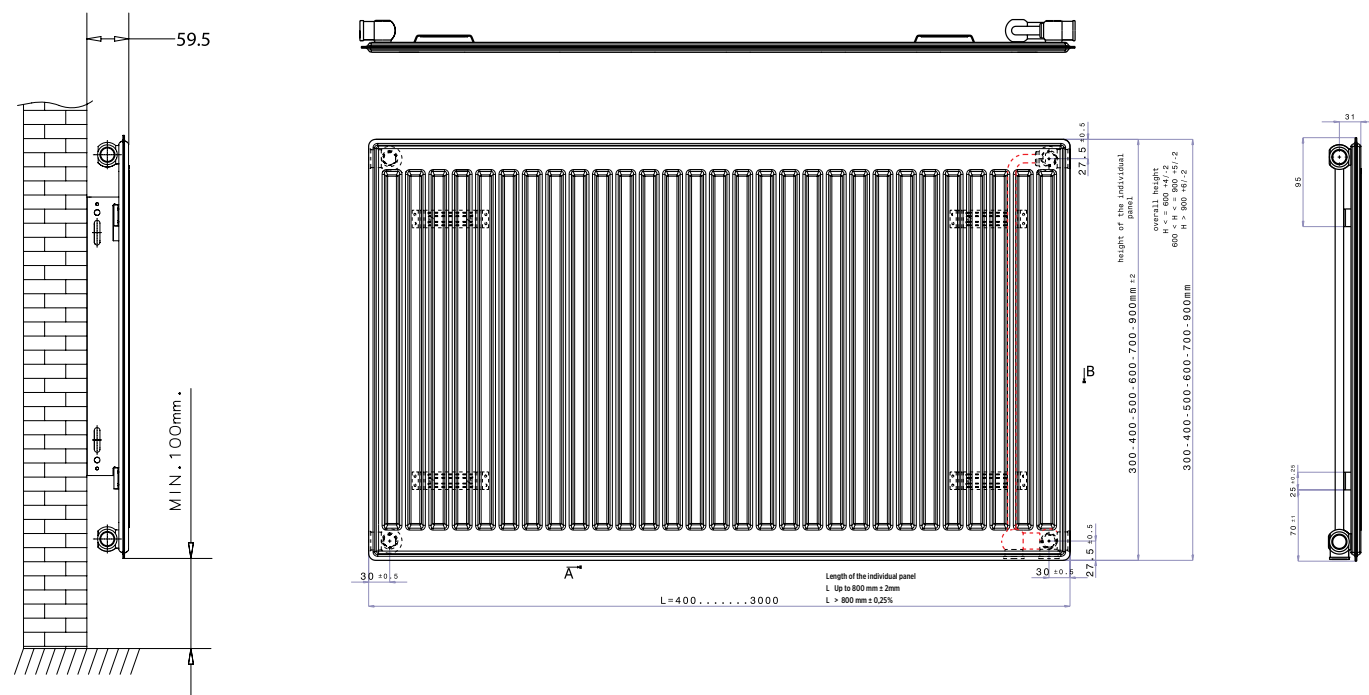 59.5
MIN.100mm.
27.5 ±0.5
height of the individual
panel
300-400-500-600-700-900mm ±2
overall height
H <= 600 +4/-2
600 < H <= 900 +5/-2
H > 900 +6/-2
300-400-500-600-700-900mm
B
31
95
25 ±0.25
70 ±1
27.5 ±0.5
30 ±0.5
A
30 ±0.5
Length of the individual panel
L Up to 800 mm ± 2mm
L > 800 mm ± 0,25%
L=400.......3000